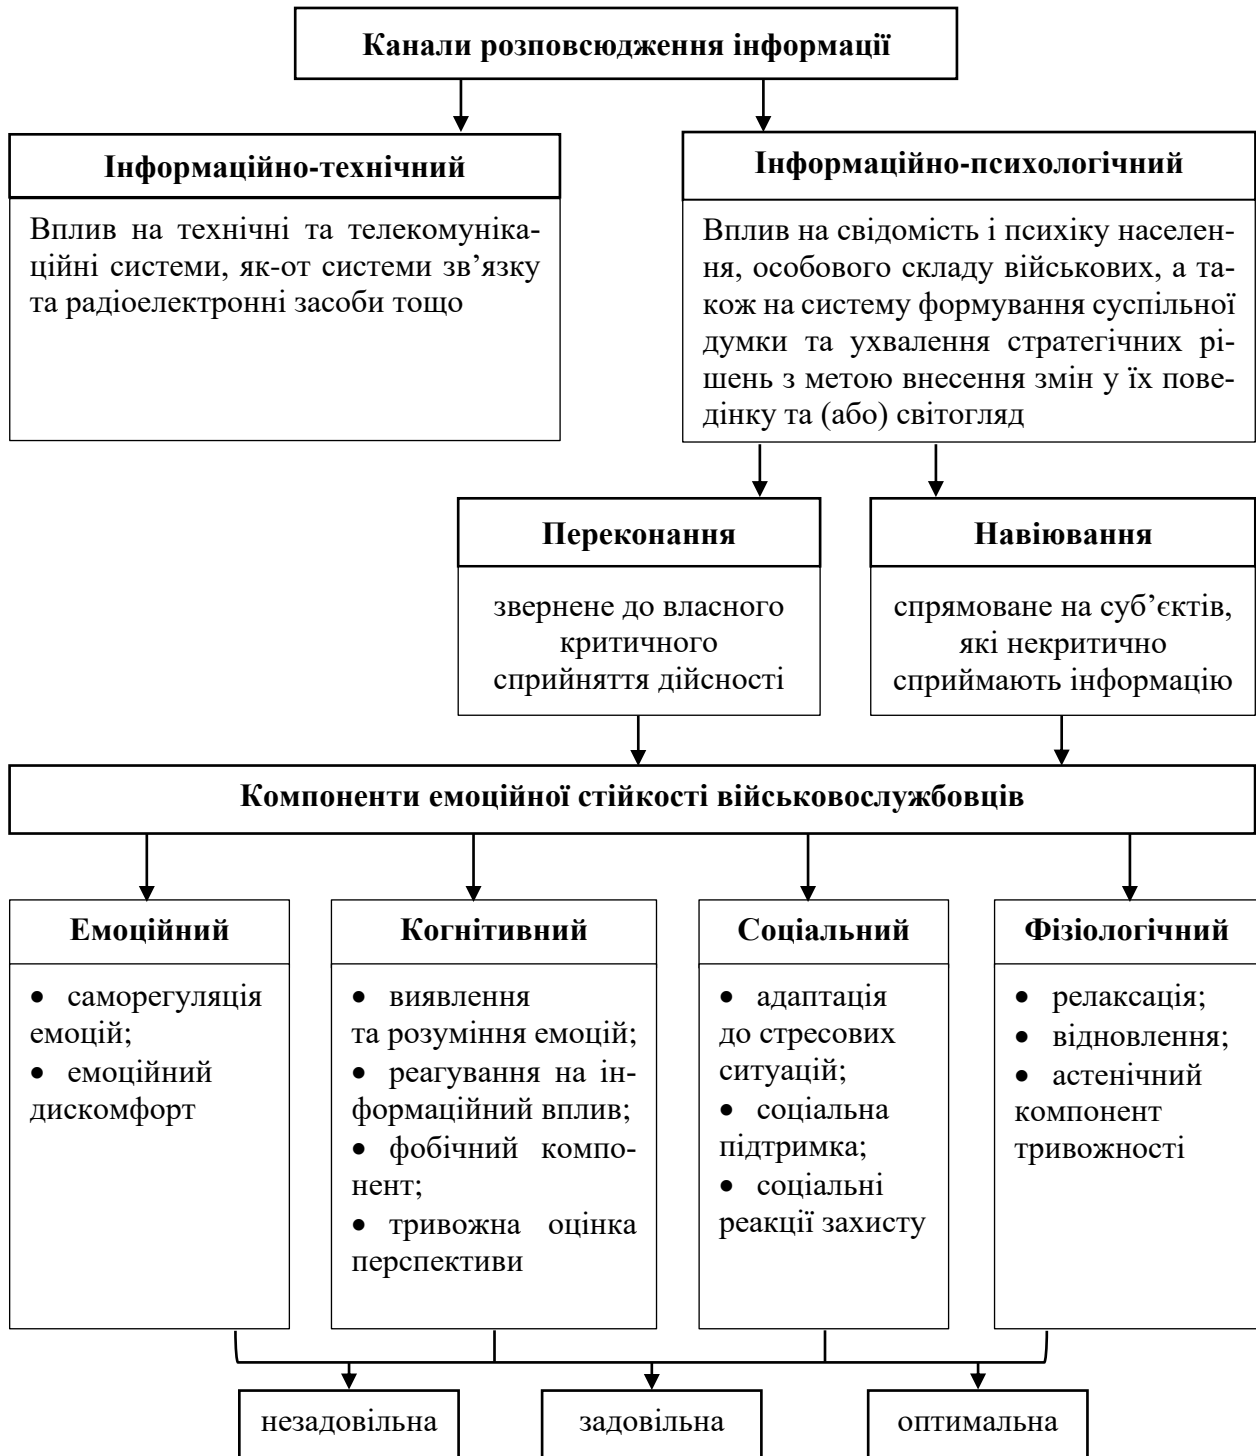 Канали розповсюдження інформації
Інформаційно-технічний
Вплив на технічні та телекомуніка-
ційні системи, як-от системи зв’язку
та радіоелектронні засоби тощо
Інформаційно-психологічний
Вплив на свідомість і психіку населен-
ня, особового складу військових, а та-
кож на систему формування суспільної
думки та ухвалення стратегічних рі-
шень з метою внесення змін у їх пове-
дінку та (або) світогляд
Переконання
звернене до власного
критичного
сприйняття дійсності
Навіювання
спрямоване на суб’єктів,
які некритично
сприймають інформацію
Компоненти емоційної стійкості військовослужбовців
Емоційний
• саморегуляція
емоцій;
• емоційний
дискомфорт
Когнітивний
• виявлення
та розуміння емоцій;
• реагування на ін-
формаційний вплив;
• фобічний компо-
нент;
• тривожна оцінка
перспективи
Соціальний
• адаптація
до стресових
ситуацій;
• соціальна
підтримка;
• соціальні
реакції захисту
Фізіологічний
• релаксація;
• відновлення;
• астенічний
компонент
тривожності
незадовільна
задовільна
оптимальна